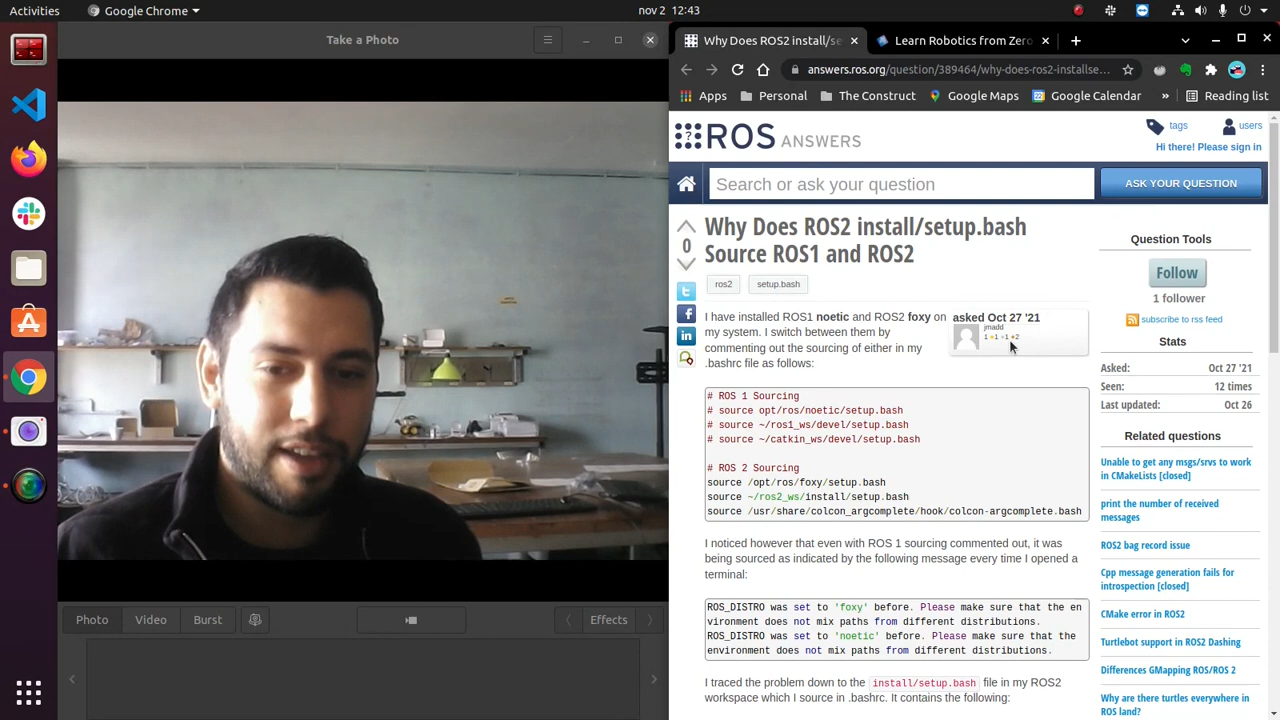 Activities
Google Chrome
nov 2 12:43
Take a Photo
Photo
Video
Burst
Effects
Why Does ROS2 install/se
Learn Robotics from Zero
answers.ros.org/question/389464/why-does-ros2-installse...
Apps
Personal
The Construct
Google Maps
Google Calendar
»
Reading list
? ROS ANSWERS
tags
users
Hi there! Please sign in
Search or ask your question
ASK YOUR QUESTION
0
Why Does ROS2 install/setup.bash
Source ROS1 and ROS2
ros2
setup.bash
I have installed ROS1 noetic and ROS2 foxy on
my system. I switch between them by
commenting out the sourcing of either in my
.bashrc file as follows:
asked Oct 27 '21
jmadd
1 1 1 2
# ROS 1 Sourcing
# source opt/ros/noetic/setup.bash
# source ~/ros1_ws/devel/setup.bash
# source ~/catkin_ws/devel/setup.bash
# ROS 2 Sourcing
source /opt/ros/foxy/setup.bash
source ~/ros2_ws/install/setup.bash
source /usr/share/colcon_argcomplete/hook/colcon-argcomplete.bash
I noticed however that even with ROS 1 sourcing commented out, it was
being sourced as indicated by the following message every time I opened a
terminal:
ROS_DISTRO was set to 'foxy' before. Please make sure that the en
vironment does not mix paths from different distributions.
ROS_DISTRO was set to 'noetic' before. Please make sure that the
environment does not mix paths from different distributions.
I traced the problem down to the install/setup.bash file in my ROS2
workspace which I source in .bashrc. It contains the following:
Question Tools
Follow
1 follower
subscribe to rss feed
Stats
Asked: Oct 27 '21
Seen: 12 times
Last updated: Oct 26
Related questions
Unable to get any msgs/srvs to work
in CMakeLists [closed]
print the number of received
messages
ROS2 bag record issue
Cpp message generation fails for
introspection [closed]
CMake error in ROS2
Turtlebot support in ROS2 Dashing
Differences GMapping ROS/ROS 2
Why are there turtles everywhere in
ROS land?